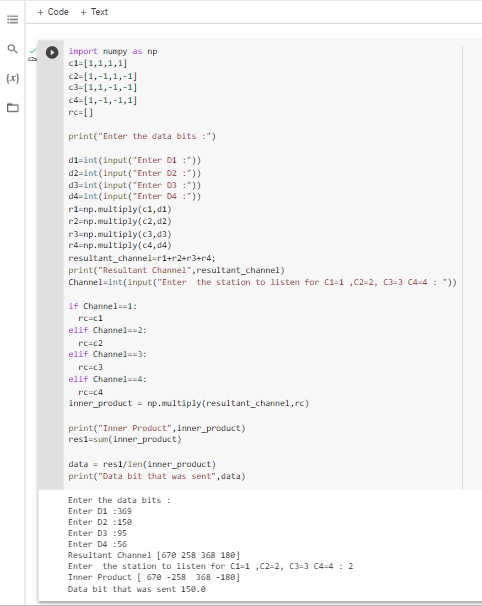 + Code + Text
{x}
import numpy as np
c1=[1,1,1,1]
c2=[1,-1,1,-1]
c3=[1,1,-1,-1]
c4=[1,-1,-1,1]
rc=[]
print("Enter the data bits :")
d1=int(input("Enter D1 :"))
d2=int(input("Enter D2 :"))
d3=int(input("Enter D3 :"))
d4=int(input("Enter D4 :"))
r1=np.multiply(c1,d1)
r2=np.multiply(c2,d2)
r3=np.multiply(c3,d3)
r4=np.multiply(c4,d4)
resultant_channel=r1+r2+r3+r4;
print("Resultant Channel",resultant_channel)
Channel=int(input("Enter  the station to listen for C1=1 ,C2=2, C3=3 C4=4 : "))
if Channel==1:
  rc=c1
elif Channel==2:
  rc=c2
elif Channel==3:
  rc=c3
elif Channel==4:
  rc=c4
inner_product = np.multiply(resultant_channel,rc)
print("Inner Product",inner_product)
res1=sum(inner_product)
data = res1/len(inner_product)
print("Data bit that was sent",data)
Enter the data bits :
Enter D1 :369
Enter D2 :150
Enter D3 :95
Enter D4 :56
Resultant Channel [670 258 368 180]
Enter  the station to listen for C1=1 ,C2=2, C3=3 C4=4 : 2
Inner Product [ 670 -258  368 -180]
Data bit that was sent 150.0